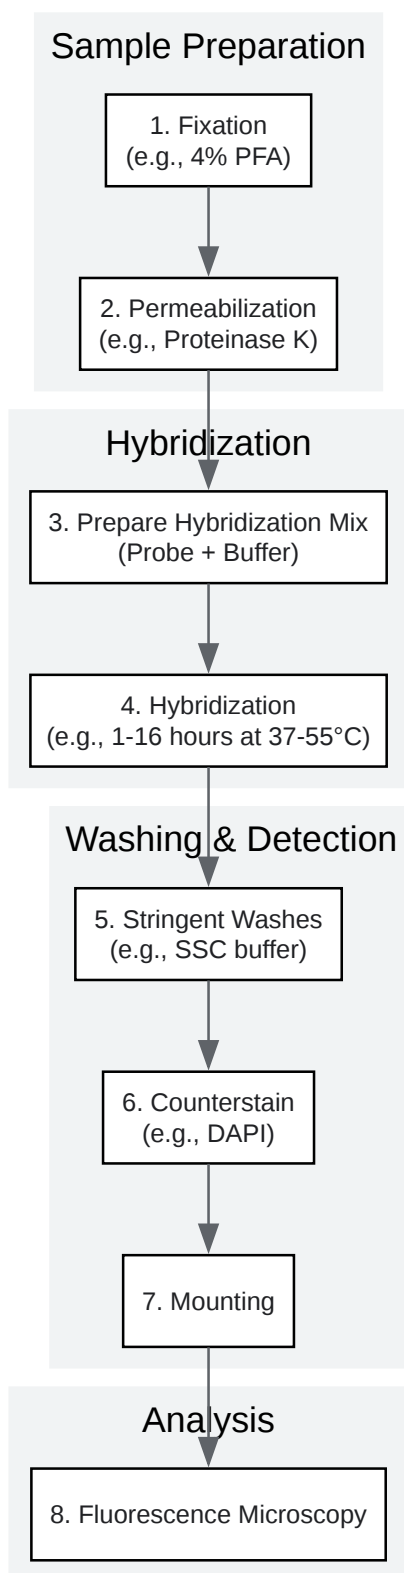 Sample Preparation
1. Fixation
(e.g., 4% PFA)
2. Permeabilization
(e.g., Proteinase K)
Hybridization
3. Prepare Hybridization Mix
(Probe + Buffer)
4. Hybridization
(e.g., 1-16 hours at 37-55°C)
Washing & Detection
5. Stringent Washes
(e.g., SSC buffer)
6. Counterstain
(e.g., DAPI)
7. Mounting
Analysis
8. Fluorescence Microscopy